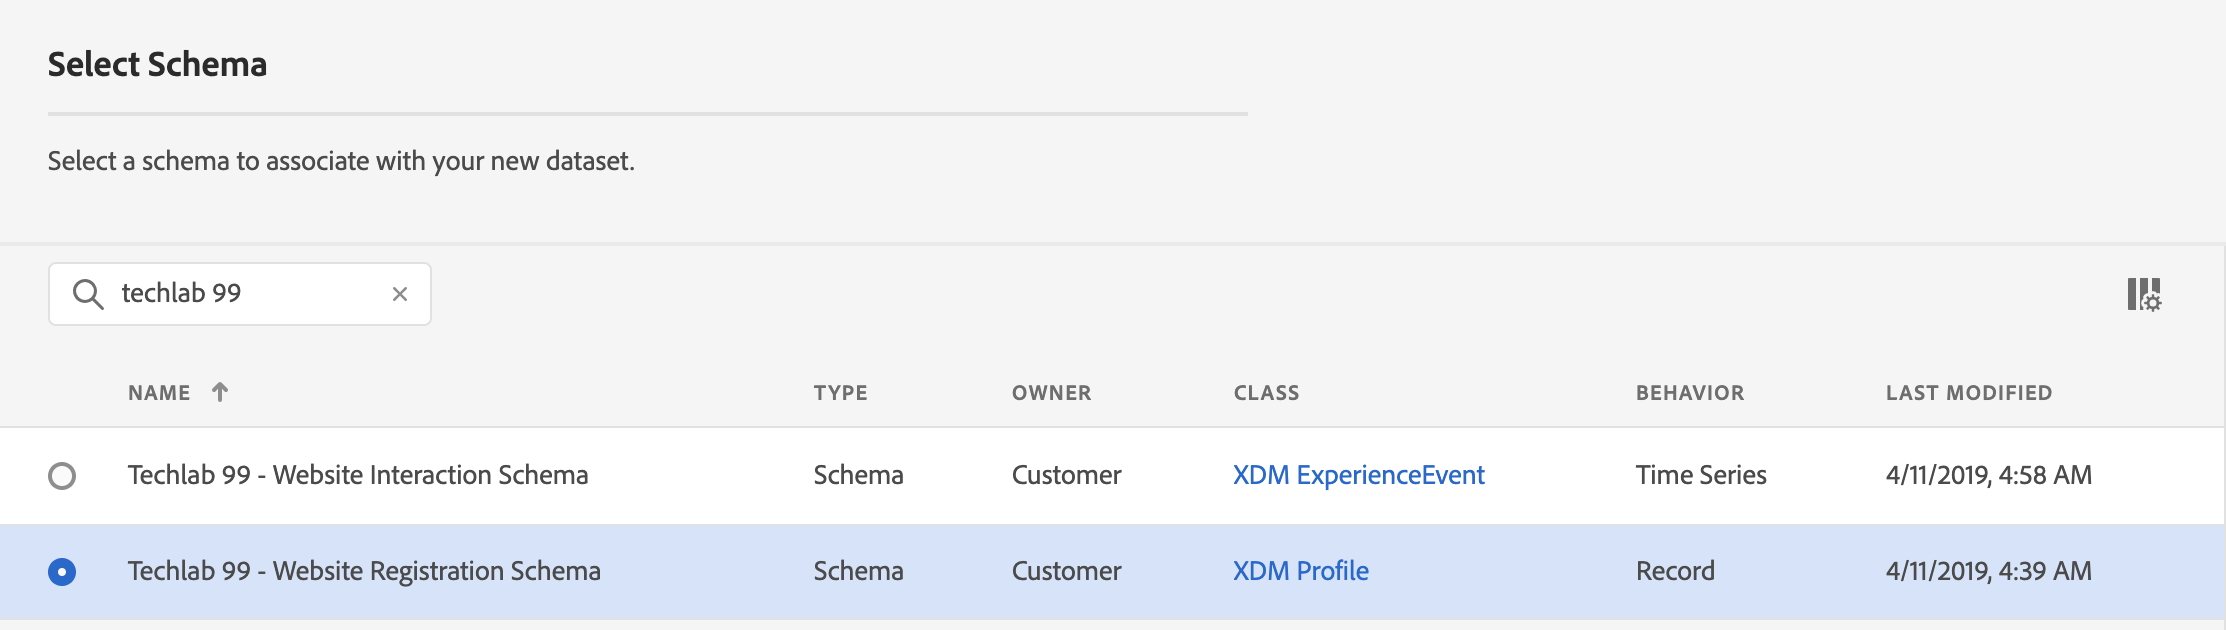 Select Schema
Select a schema to associate with your new dataset.
techlab 99
NAME TYPE OWNER CLASS BEHAVIOR LAST MODIFIED
Techlab 99 - Website Interaction Schema Schema Customer XDM ExperienceEvent Time Series 4/11/2019, 4:58 AM
Techlab 99 - Website Registration Schema Schema Customer XDM Profile Record 4/11/2019, 4:39 AM